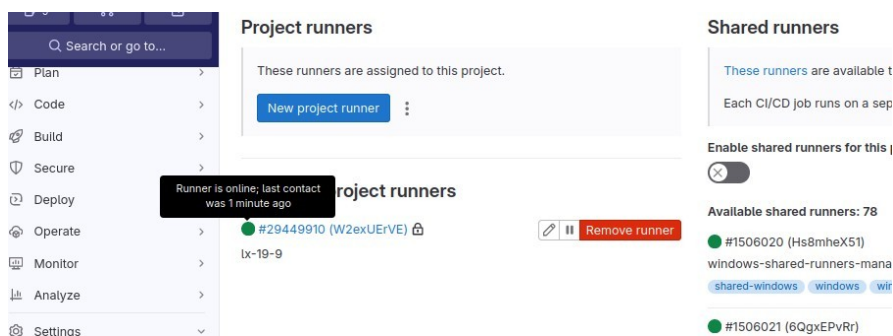 Search or go to...
Plan
Code
Build
Secure
Deploy
Operate
Monitor
Analyze
Settings
Project runners
These runners are assigned to this project.
New project runner
Runner is online; last contact
was 1 minute ago
project runners
#29449910 (W2exUErVE)
lx-19-9
Remove runner
Shared runners
These runners are available
Each CI/CD job runs on a
Enable shared runners for this
Available shared runners: 78
#1506020 (Hs8mheX51)
windows-shared-runners-mana
shared-windows windows
#1506021 (6QgxEPvRr)